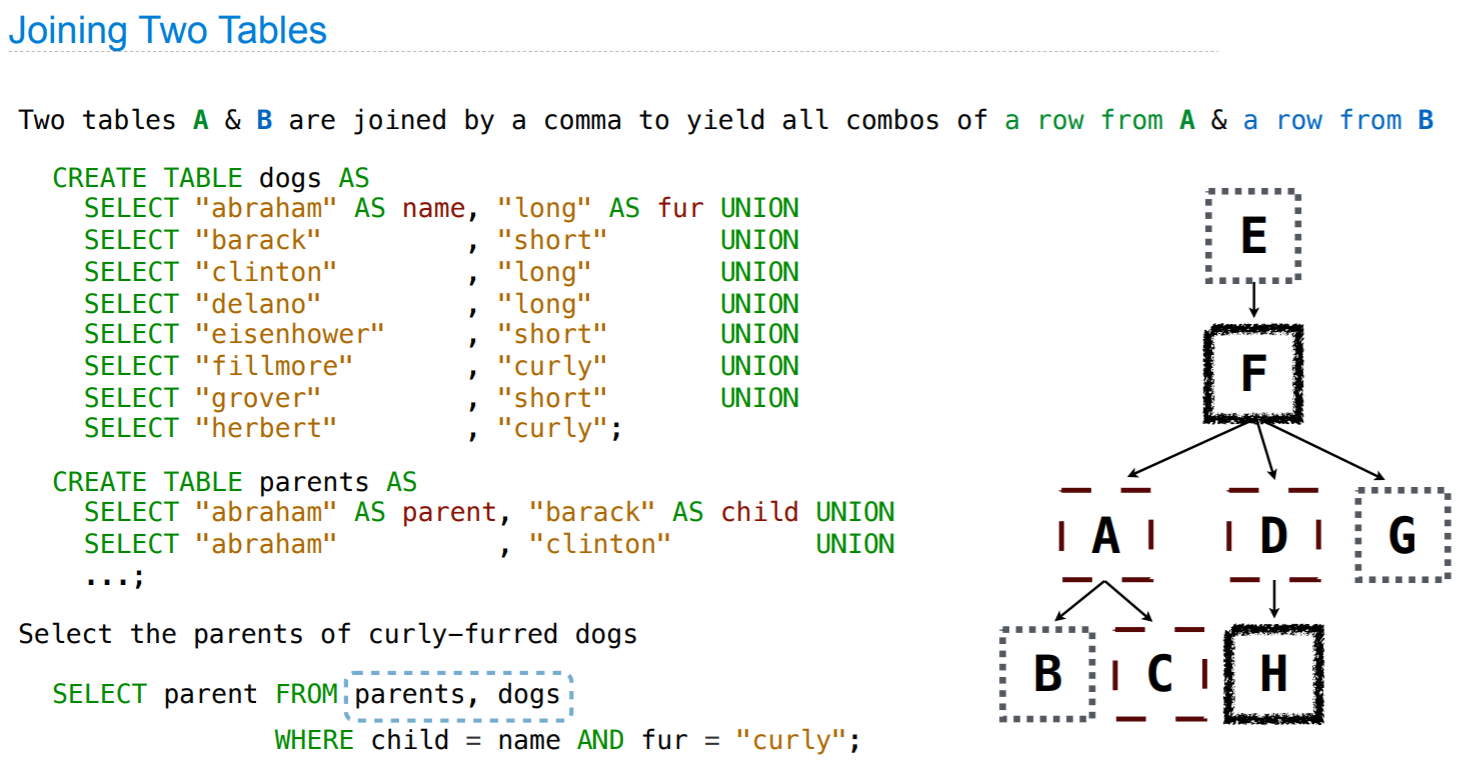 Joining Two Tables
Two tables A & B are joined by a comma to yield all combos of a row from A & a row from B
CREATE TABLE dogs AS
SELECT "abraham" AS name, "long" AS fur UNION
SELECT "barack" , "short" UNION
SELECT "clinton" , "long" UNION
SELECT "delano" , "long" UNION
SELECT "eisenhower" , "short" UNION
SELECT "fillmore" , "curly" UNION
SELECT "grover" , "short" UNION
SELECT "herbert" , "curly";
CREATE TABLE parents AS
SELECT "abraham" AS parent, "barack" AS child UNION
SELECT "abraham" , "clinton" UNION
...;
Select the parents of curly-furred dogs
SELECT parent FROM parents, dogs
WHERE child = name AND fur = "curly";
E
F
A D G
B C H